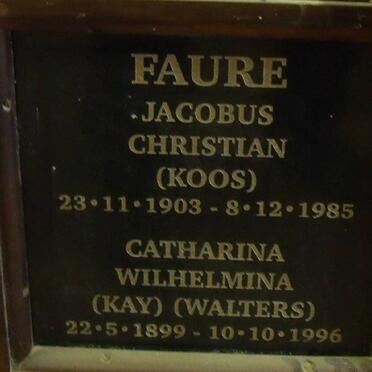 FAURE
JACOBUS
CHRISTIAN
(KOOS)
23•11•1903 - 8•12•1985
CATHARINA
WILHELMINA
(KAY) (WALTERS)
22•5•1899 - 10•10•1996